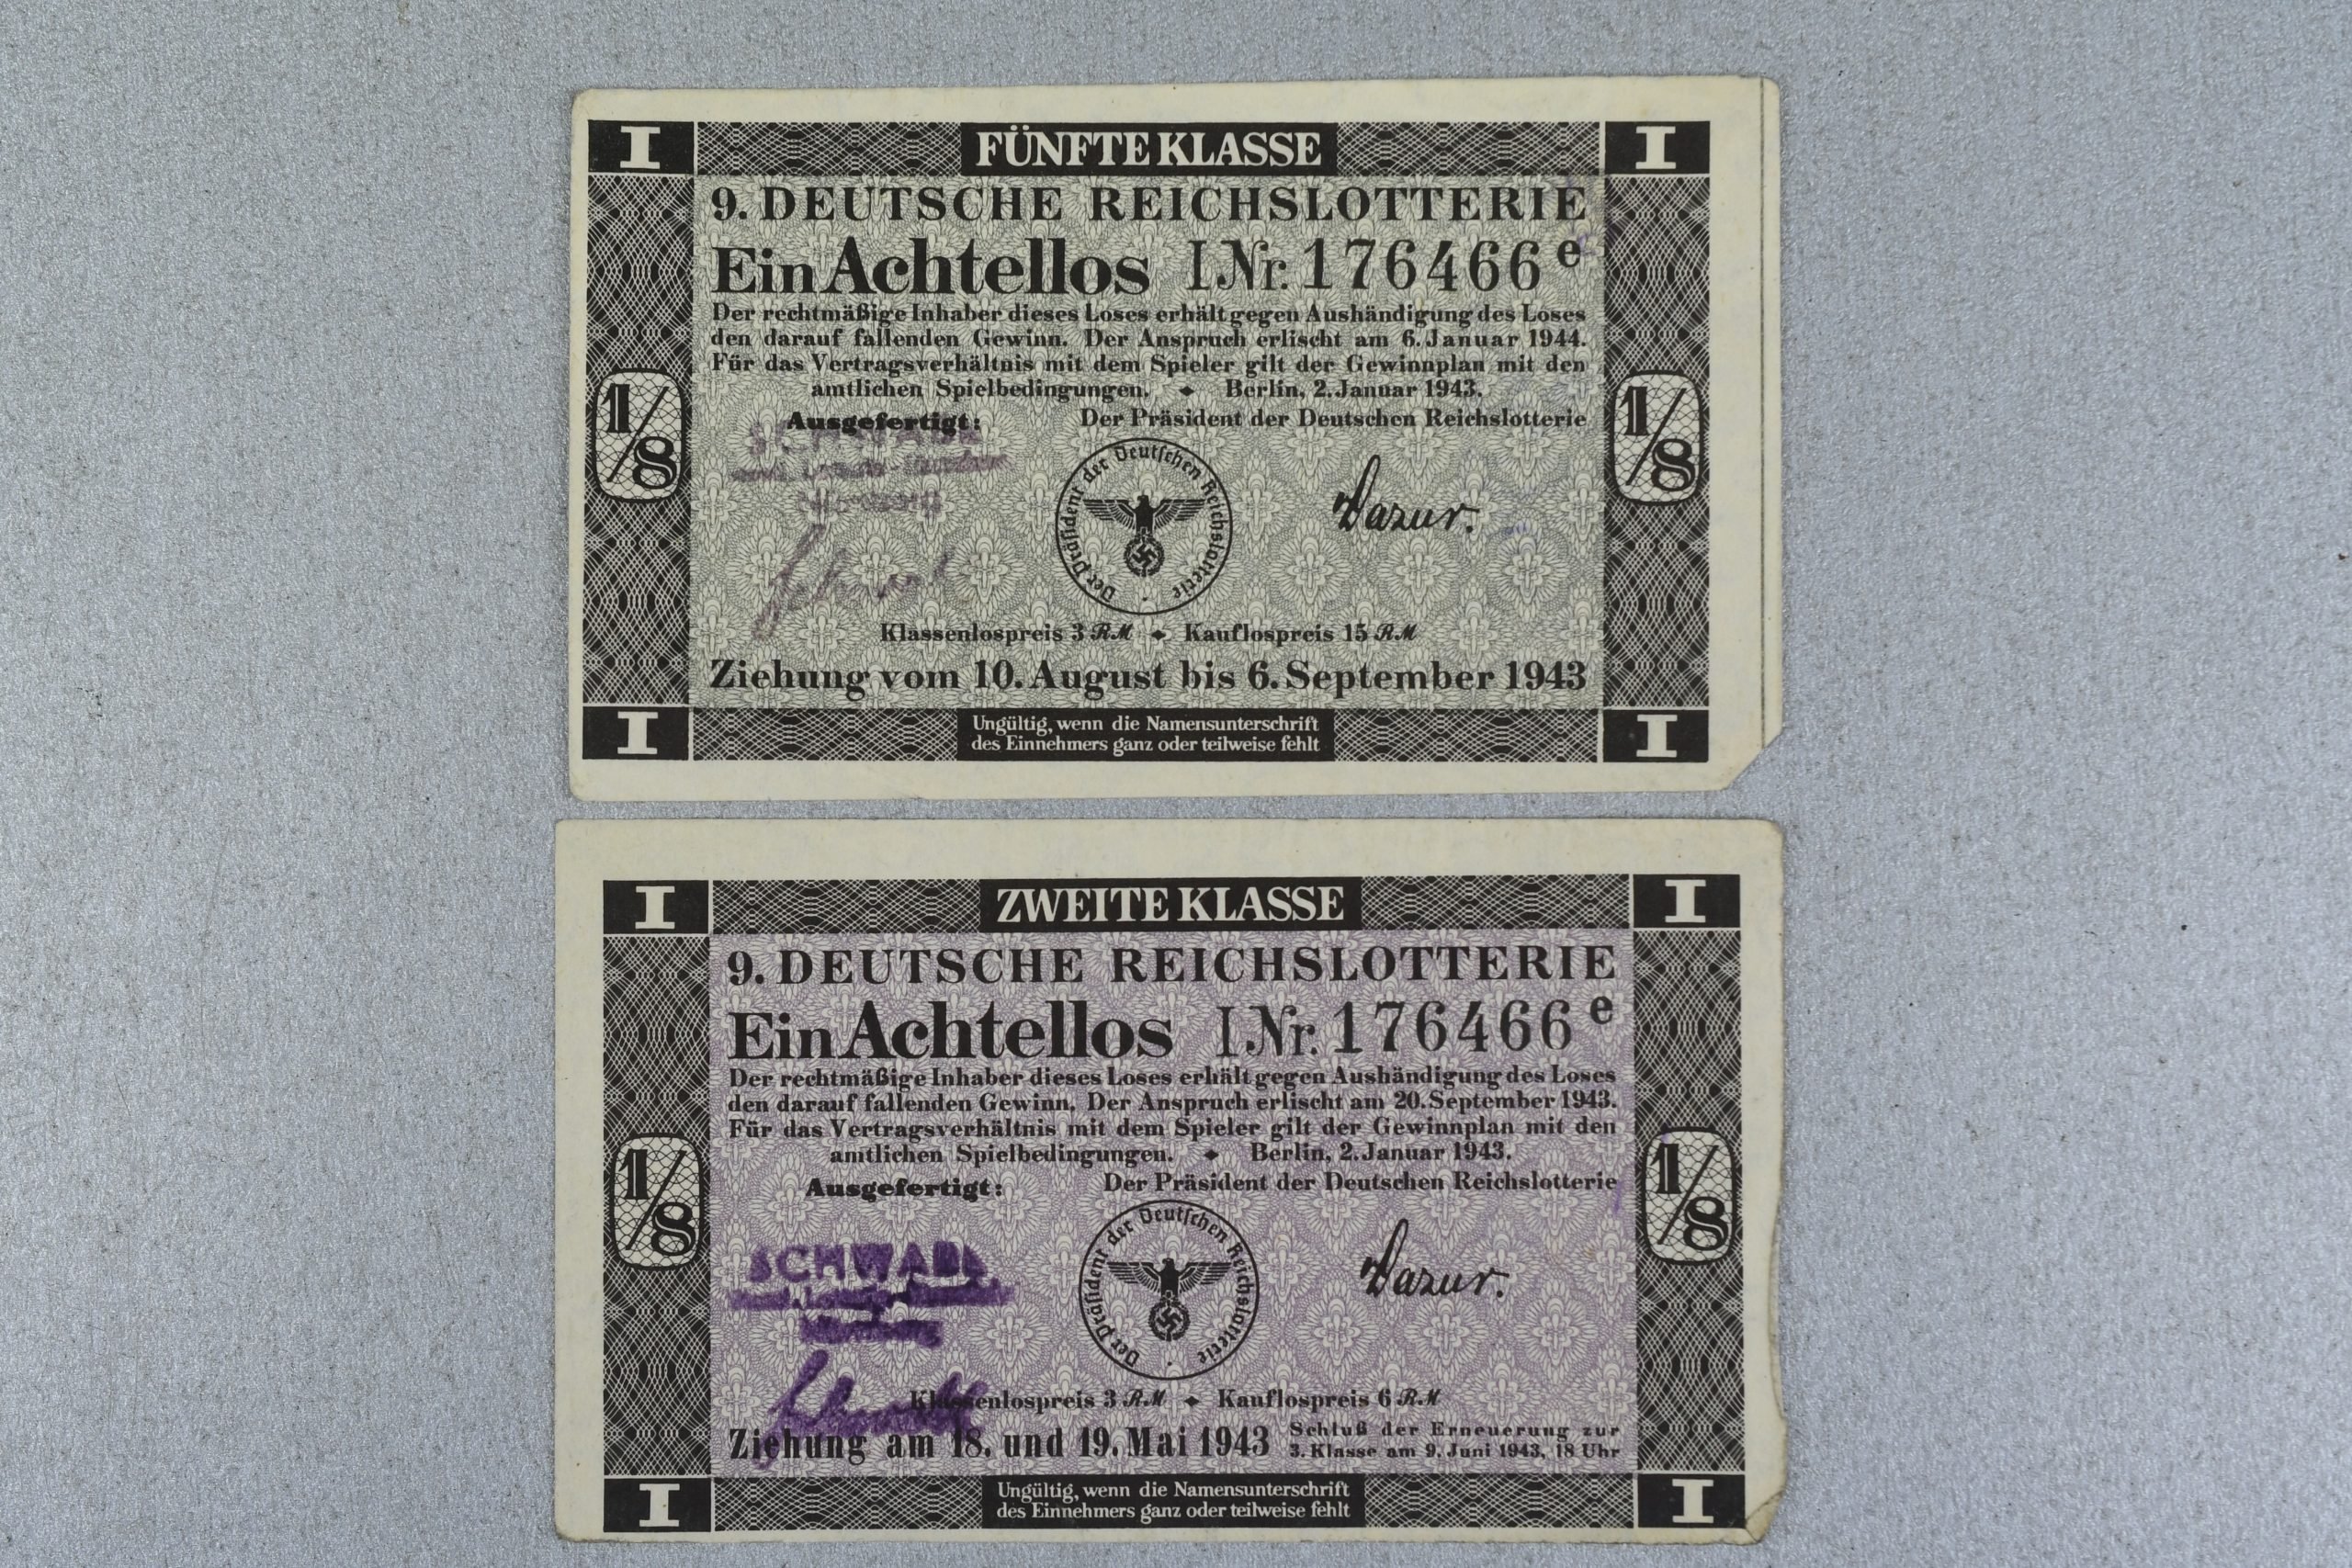 I FÜNFTE KLASSE I
9. DEUTSCHE REICHSLOTTERIE
Ein Achtellos I Nr. 176466 e
Der rechtmäßige Inhaber dieses Loses erhält gegen Aushändigung des Loses
den darauf fallenden Gewinn. Der Anspruch erlischt am 6. Januar 1944.
Für das Vertragsverhältnis mit dem Spieler gilt der Gewinnplan mit den
amtlichen Spielbedingungen. ◆ Berlin, 2. Januar 1943.
1/8 1/8
Ausgefertigt: Der Präsident der Deutschen Reichslotterie
Der Präsident der Deutschen Reichslotterie
Dazur.
Klassenlospreis 3 RM ◆ Kauflospreis 15 RM
Ziehung vom 10. August bis 6. September 1943
I I
Ungültig, wenn die Namensunterschrift
des Einnehmers ganz oder teilweise fehlt
I ZWEITE KLASSE I
9. DEUTSCHE REICHSLOTTERIE
Ein Achtellos I Nr. 176466 e
Der rechtmäßige Inhaber dieses Loses erhält gegen Aushändigung des Loses
den darauf fallenden Gewinn. Der Anspruch erlischt am 20. September 1943.
Für das Vertragsverhältnis mit dem Spieler gilt der Gewinnplan mit den
amtlichen Spielbedingungen. ◆ Berlin, 2. Januar 1943.
1/8 1/8
Ausgefertigt: Der Präsident der Deutschen Reichslotterie
Der Präsident der Deutschen Reichslotterie
Dazur.
Nürnberg
Klassenlospreis 3 RM ◆ Kauflospreis 6 RM
Ziehung am 18. und 19. Mai 1943
Schluß der Erneuerung zur
3. Klasse am 9. Juni 1943, 18 Uhr
I I
Ungültig, wenn die Namensunterschrift
des Einnehmers ganz oder teilweise fehlt